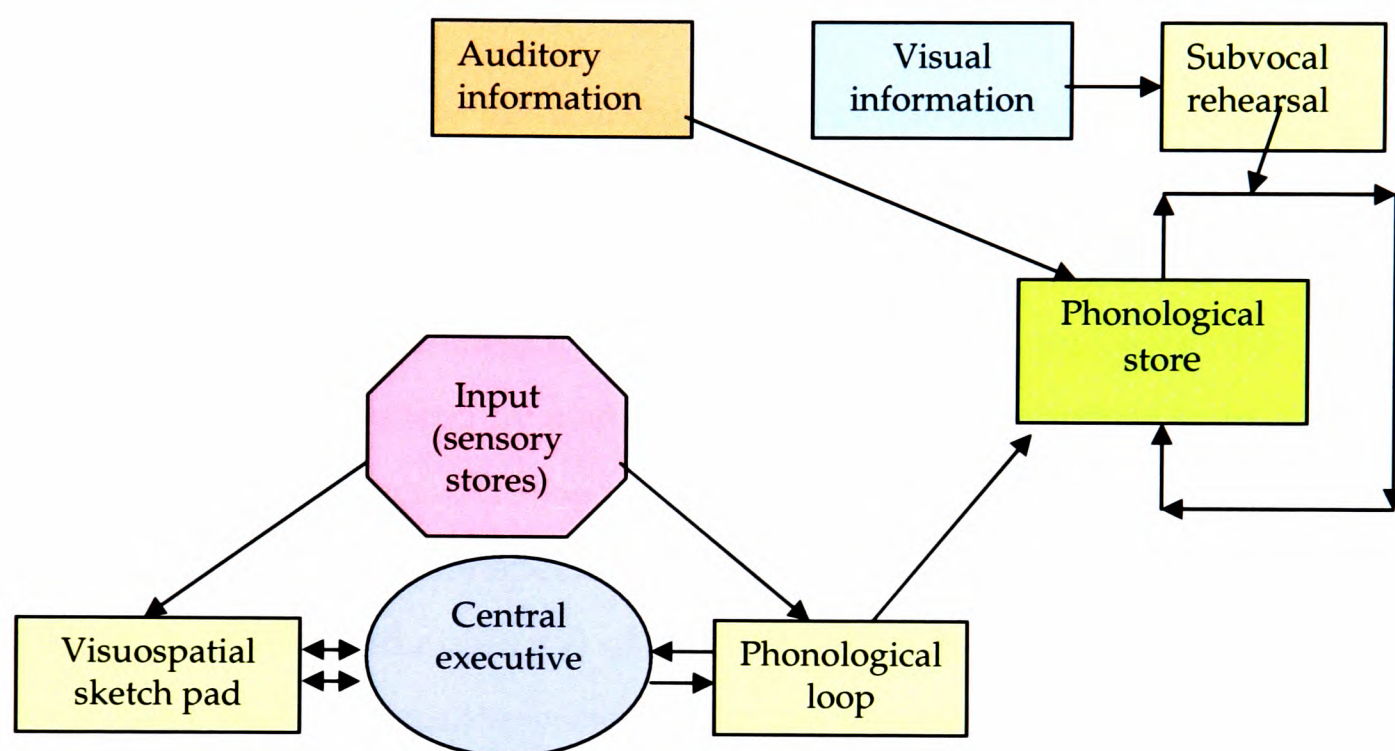 Auditory
information
Visual
information
Subvocal
rehearsal
Phonological
store
Input
(sensory
stores)
Central
executive
Visuospatial
sketch pad
Phonological
loop